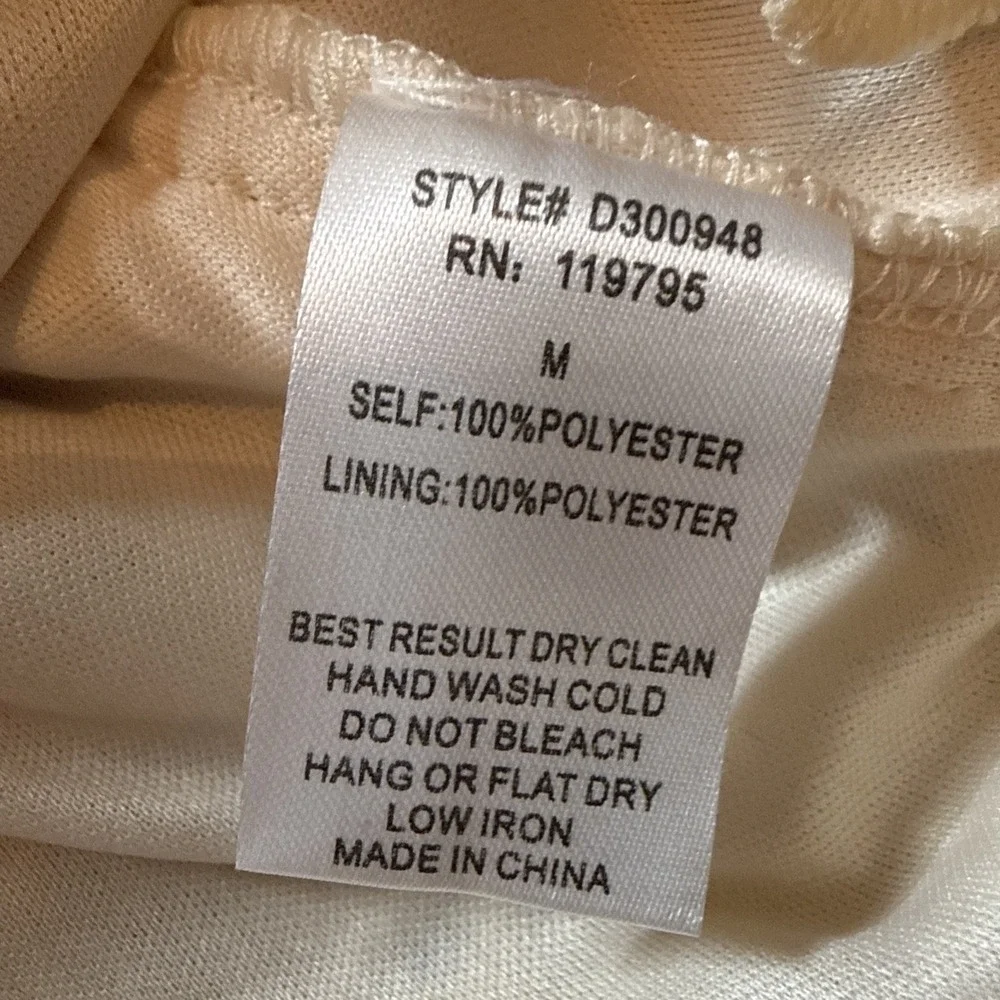 STYLE# D300948
RN: 119795
M
SELF:100%POLYESTER
LINING:100%POLYESTER
BEST RESULT DRY CLEAN
HAND WASH COLD
DO NOT BLEACH
HANG OR FLAT DRY
LOW IRON
MADE IN CHINA